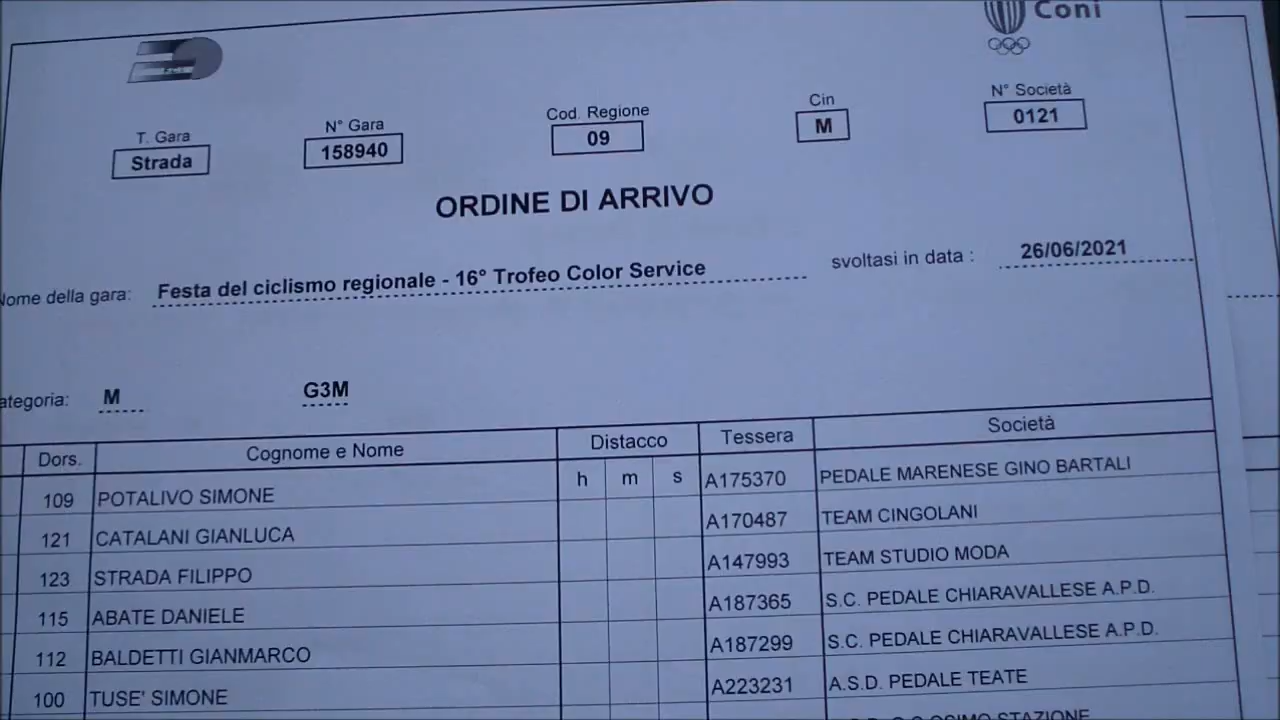 F.C.I.
Coni
T. Gara
Strada
N° Gara
158940
Cod. Regione
09
Cin
M
N° Società
0121
ORDINE DI ARRIVO
Nome della gara: Festa del ciclismo regionale - 16° Trofeo Color Service svoltasi in data : 26/06/2021
ategoria: M G3M
Dors. Cognome e Nome Distacco Tessera Società
h m s
109 POTALIVO SIMONE A175370 PEDALE MARENESE GINO BARTALI
121 CATALANI GIANLUCA A170487 TEAM CINGOLANI
123 STRADA FILIPPO A147993 TEAM STUDIO MODA
115 ABATE DANIELE A187365 S.C. PEDALE CHIARAVALLESE A.P.D.
112 BALDETTI GIANMARCO A187299 S.C. PEDALE CHIARAVALLESE A.P.D.
100 TUSE' SIMONE A223231 A.S.D. PEDALE TEATE
OSIMO STAZIONE